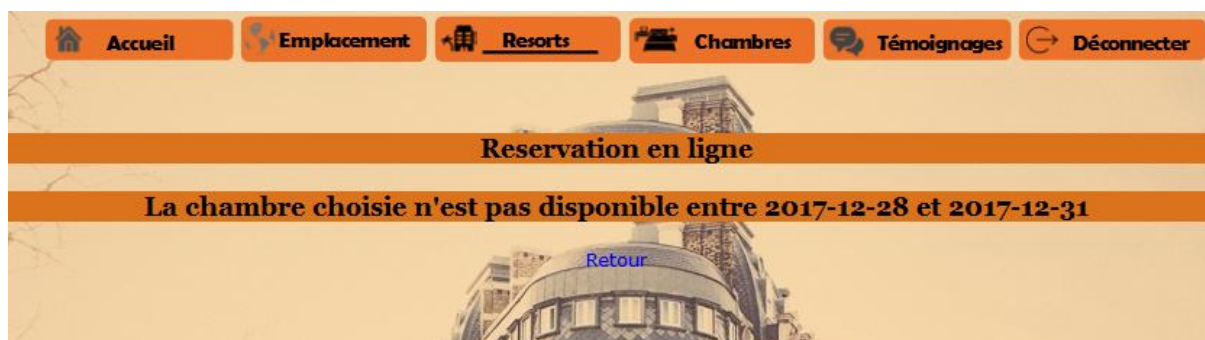 Accueil Emplacement Resorts Chambres Témoignages Déconnecter
Reservation en ligne
La chambre choisie n'est pas disponible entre 2017-12-28 et 2017-12-31
Retour